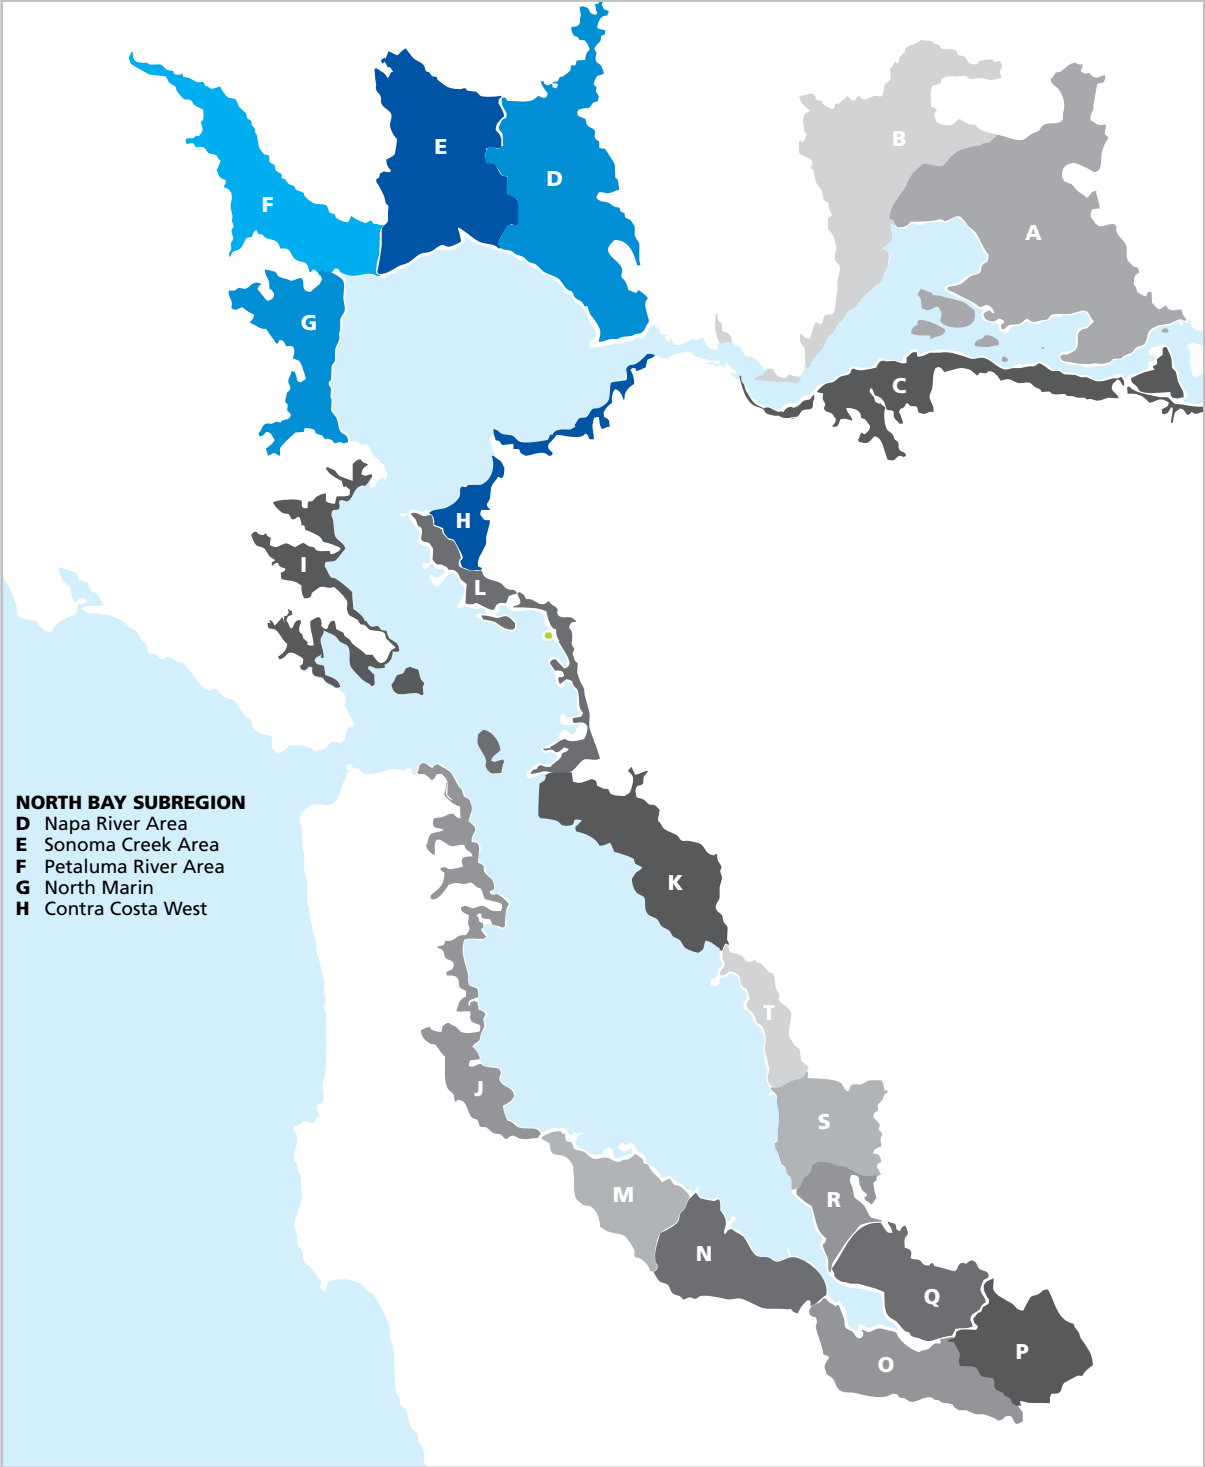 B
E
D
F
A
G
C
H
I
L
NORTH BAY SUBREGION
D Napa River Area
E Sonoma Creek Area
F Petaluma River Area
G North Marin
H Contra Costa West
K
T
J
S
M
R
N
Q
P
O